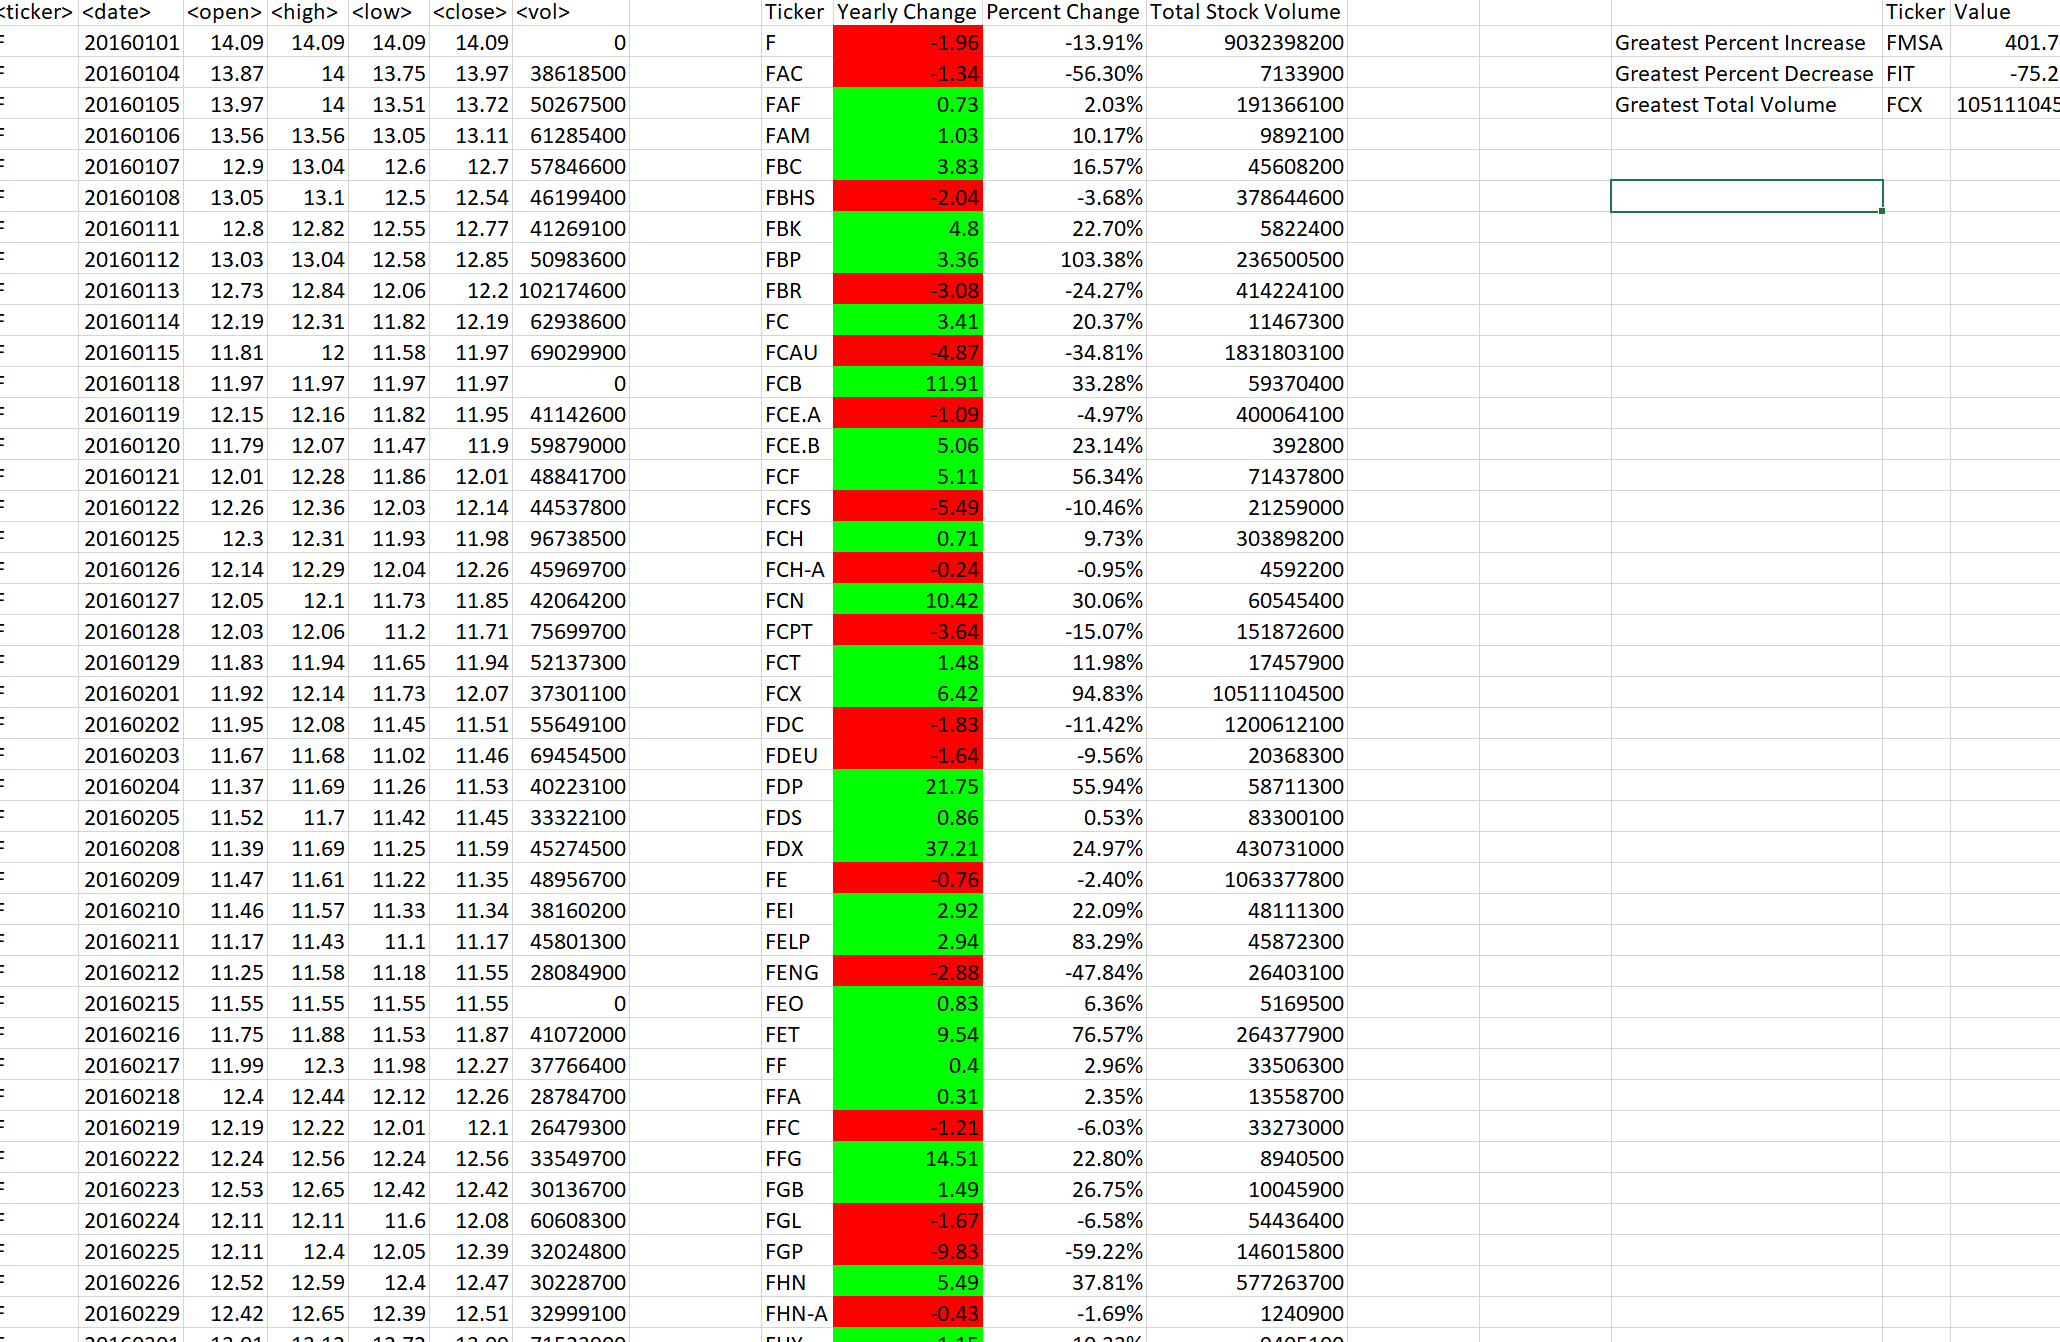 <ticker> <date> <open> <high> <low> <close> <vol> Ticker Yearly Change Percent Change Total Stock Volume Ticker Value
F 20160101 14.09 14.09 14.09 14.09 0 F -1.96 -13.91% 9032398200 Greatest Percent Increase FMSA 401.7
F 20160104 13.87 14 13.75 13.97 38618500 FAC -1.34 -56.30% 7133900 Greatest Percent Decrease FIT -75.2
F 20160105 13.97 14 13.51 13.72 50267500 FAF 0.73 2.03% 191366100 Greatest Total Volume FCX 105111045
F 20160106 13.56 13.56 13.05 13.11 61285400 FAM 1.03 10.17% 9892100
F 20160107 12.9 13.04 12.6 12.7 57846600 FBC 3.83 16.57% 45608200
F 20160108 13.05 13.1 12.5 12.54 46199400 FBHS -2.04 -3.68% 378644600
F 20160111 12.8 12.82 12.55 12.77 41269100 FBK 4.8 22.70% 5822400
F 20160112 13.03 13.04 12.58 12.85 50983600 FBP 3.36 103.38% 236500500
F 20160113 12.73 12.84 12.06 12.2 102174600 FBR -3.08 -24.27% 414224100
F 20160114 12.19 12.31 11.82 12.19 62938600 FC 3.41 20.37% 11467300
F 20160115 11.81 12 11.58 11.97 69029900 FCAU -4.87 -34.81% 1831803100
F 20160118 11.97 11.97 11.97 11.97 0 FCB 11.91 33.28% 59370400
F 20160119 12.15 12.16 11.82 11.95 41142600 FCE.A -1.09 -4.97% 400064100
F 20160120 11.79 12.07 11.47 11.9 59879000 FCE.B 5.06 23.14% 392800
F 20160121 12.01 12.28 11.86 12.01 48841700 FCF 5.11 56.34% 71437800
F 20160122 12.26 12.36 12.03 12.14 44537800 FCFS -5.49 -10.46% 21259000
F 20160125 12.3 12.31 11.93 11.98 96738500 FCH 0.71 9.73% 303898200
F 20160126 12.14 12.29 12.04 12.26 45969700 FCH-A -0.24 -0.95% 4592200
F 20160127 12.05 12.1 11.73 11.85 42064200 FCN 10.42 30.06% 60545400
F 20160128 12.03 12.06 11.2 11.71 75699700 FCPT -3.64 -15.07% 151872600
F 20160129 11.83 11.94 11.65 11.94 52137300 FCT 1.48 11.98% 17457900
F 20160201 11.92 12.14 11.73 12.07 37301100 FCX 6.42 94.83% 10511104500
F 20160202 11.95 12.08 11.45 11.51 55649100 FDC -1.83 -11.42% 1200612100
F 20160203 11.67 11.68 11.02 11.46 69454500 FDEU -1.64 -9.56% 20368300
F 20160204 11.37 11.69 11.26 11.53 40223100 FDP 21.75 55.94% 58711300
F 20160205 11.52 11.7 11.42 11.45 33322100 FDS 0.86 0.53% 83300100
F 20160208 11.39 11.69 11.25 11.59 45274500 FDX 37.21 24.97% 430731000
F 20160209 11.47 11.61 11.22 11.35 48956700 FE -0.76 -2.40% 1063377800
F 20160210 11.46 11.57 11.33 11.34 38160200 FEI 2.92 22.09% 48111300
F 20160211 11.17 11.43 11.1 11.17 45801300 FELP 2.94 83.29% 45872300
F 20160212 11.25 11.58 11.18 11.55 28084900 FENG -2.88 -47.84% 26403100
F 20160215 11.55 11.55 11.55 11.55 0 FEO 0.83 6.36% 5169500
F 20160216 11.75 11.88 11.53 11.87 41072000 FET 9.54 76.57% 264377900
F 20160217 11.99 12.3 11.98 12.27 37766400 FF 0.4 2.96% 33506300
F 20160218 12.4 12.44 12.12 12.26 28784700 FFA 0.31 2.35% 13558700
F 20160219 12.19 12.22 12.01 12.1 26479300 FFC -1.21 -6.03% 33273000
F 20160222 12.24 12.56 12.24 12.56 33549700 FFG 14.51 22.80% 8940500
F 20160223 12.53 12.65 12.42 12.42 30136700 FGB 1.49 26.75% 10045900
F 20160224 12.11 12.11 11.6 12.08 60608300 FGL -1.67 -6.58% 54436400
F 20160225 12.11 12.4 12.05 12.39 32024800 FGP -9.83 -59.22% 146015800
F 20160226 12.52 12.59 12.4 12.47 30228700 FHN 5.49 37.81% 577263700
F 20160229 12.42 12.65 12.39 12.51 32999100 FHN-A -0.43 -1.69% 1240900